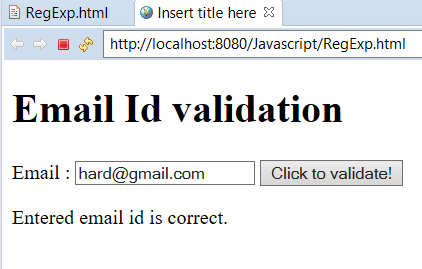 RegExp.html
Insert title here
http://localhost:8080/Javascript/RegExp.html
Email Id validation
Email : hard@gmail.com Click to validate!
Entered email id is correct.